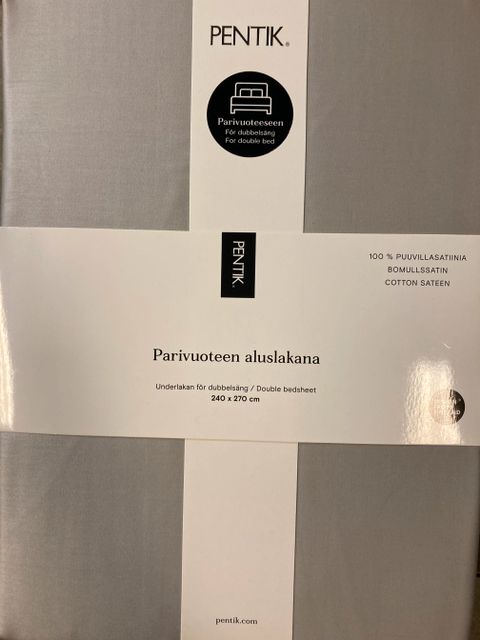 PENTIK®
Parivuoteeseen
För dubbelsäng
For double bed
PENTIK®
100 % PUUVILLASATIINIA
BOMULLSSATIN
COTTON SATEEN
Parivuoteen aluslakana
Underlakan för dubbelsäng / Double bedsheet
240 x 270 cm
pentik.com